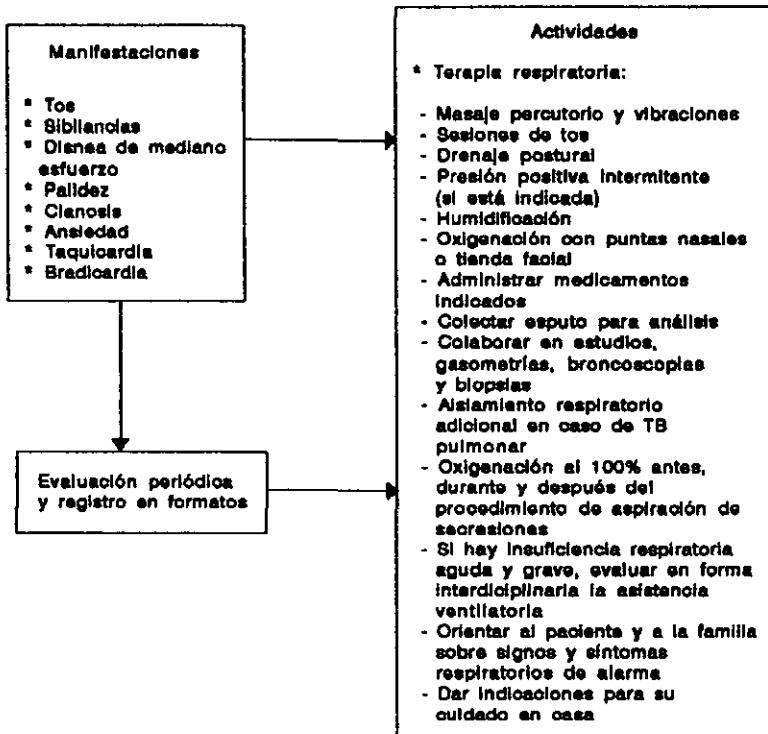 Manifestaciones
* Tos
* Sibilancias
* Disnea de mediano
esfuerzo
* Palidez
* Cianosis
* Ansiedad
* Taquicardia
* Bradicardia
Evaluación periódica
y registro en formatos
Actividades
* Terapia respiratoria:
- Masaje percutorio y vibraciones
- Sesiones de tos
- Drenaje postural
- Presión positiva intermitente
(si está indicada)
- Humidificación
- Oxigenación con puntas nasales
o tienda facial
- Administrar medicamentos
indicados
- Colectar esputo para análisis
- Colaborar en estudios,
gasometrías, broncoscopias
y biopsias
- Aislamiento respiratorio
adicional en caso de TB
pulmonar
- Oxigenación al 100% antes,
durante y después del
procedimiento de aspiración de
secresiones
- Si hay insuficiencia respiratoria
aguda y grave, evaluar en forma
interdiciplinaria la asistencia
ventilatoria
- Orientar al paciente y a la familia
sobre signos y síntomas
respiratorios de alarma
- Dar indicaciones para su
cuidado en casa